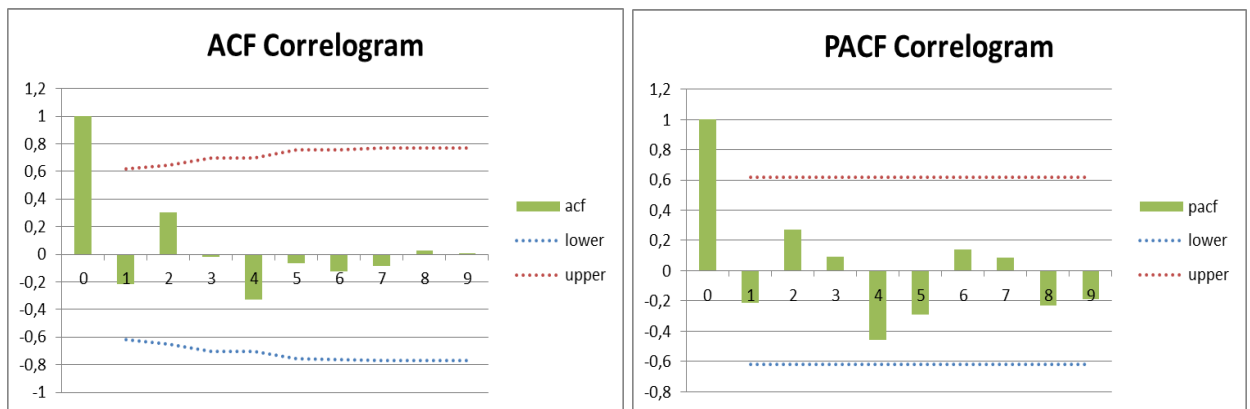 ACF Correlogram
1,2
1
0,8
0,6
0,4
0,2
0
-0,2
-0,4
-0,6
-0,8
-1
0 1 2 3 4 5 6 7 8 9
acf
lower
upper
PACF Correlogram
1,2
1
0,8
0,6
0,4
0,2
0
-0,2
-0,4
-0,6
-0,8
0 1 2 3 4 5 6 7 8 9
pacf
lower
upper